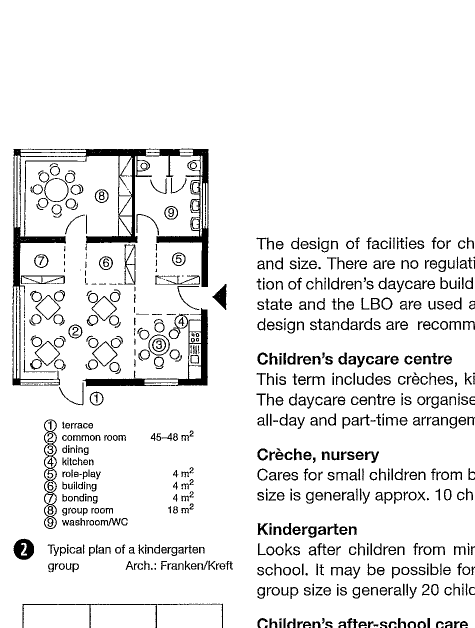 ⑧
⑨
⑦
⑥
⑤
②
④
③
①
① terrace
② common room 45–48 m²
③ dining
④ kitchen
⑤ role-play 4 m²
⑥ building 4 m²
⑦ bonding 4 m²
⑧ group room 18 m²
⑨ washroom/WC
❷ Typical plan of a kindergarten
group Arch.: Franken/Kreft
The design of facilities for ch
and size. There are no regulati
tion of children's daycare build
state and the LBO are used a
design standards are recomm
Children's daycare centre
This term includes crèches, ki
The daycare centre is organise
all-day and part-time arrangem
Crèche, nursery
Cares for small children from b
size is generally approx. 10 ch
Kindergarten
Looks after children from min
school. It may be possible for
group size is generally 20 child
Children's after-school care